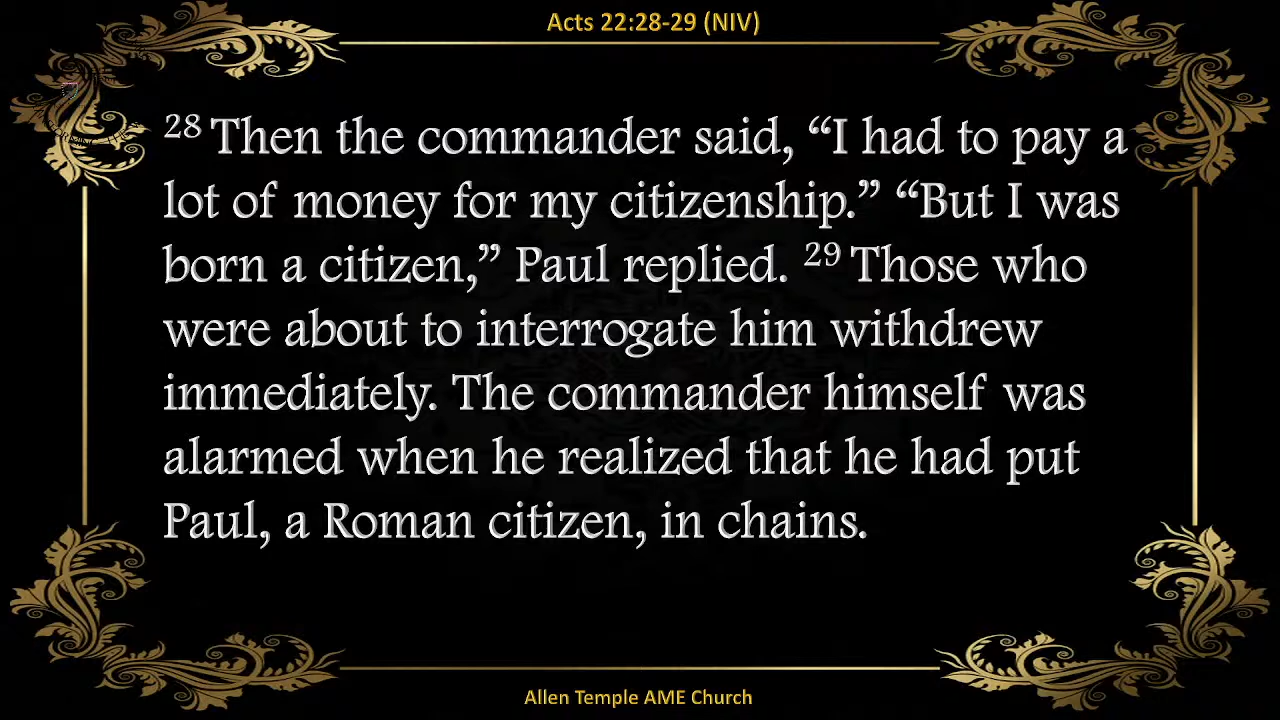 Acts 22:28-29 (NIV)
28 Then the commander said, “I had to pay a
lot of money for my citizenship.” “But I was
born a citizen,” Paul replied. 29 Those who
were about to interrogate him withdrew
immediately. The commander himself was
alarmed when he realized that he had put
Paul, a Roman citizen, in chains.
Allen Temple AME Church